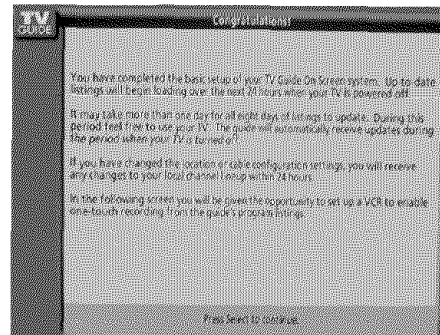 TV
GUIDE
Congratulations!
You have completed the basic setup of your TV Guide On Screen system. Up-to-date
listings will begin loading over the next 24 hours when your TV is powered off.
It may take more than one day for all eight days of listings to update. During this
period feel free to use your TV. The guide will automatically receive updates during
the period when your TV is turned off.
If you have changed the location or cable configuration settings, you will receive
any changes to your local channel lineup within 24 hours.
In the following screen you will be given the opportunity to set up a VCR to enable
one-touch recording from the guide's program listings.
Press Select to continue.